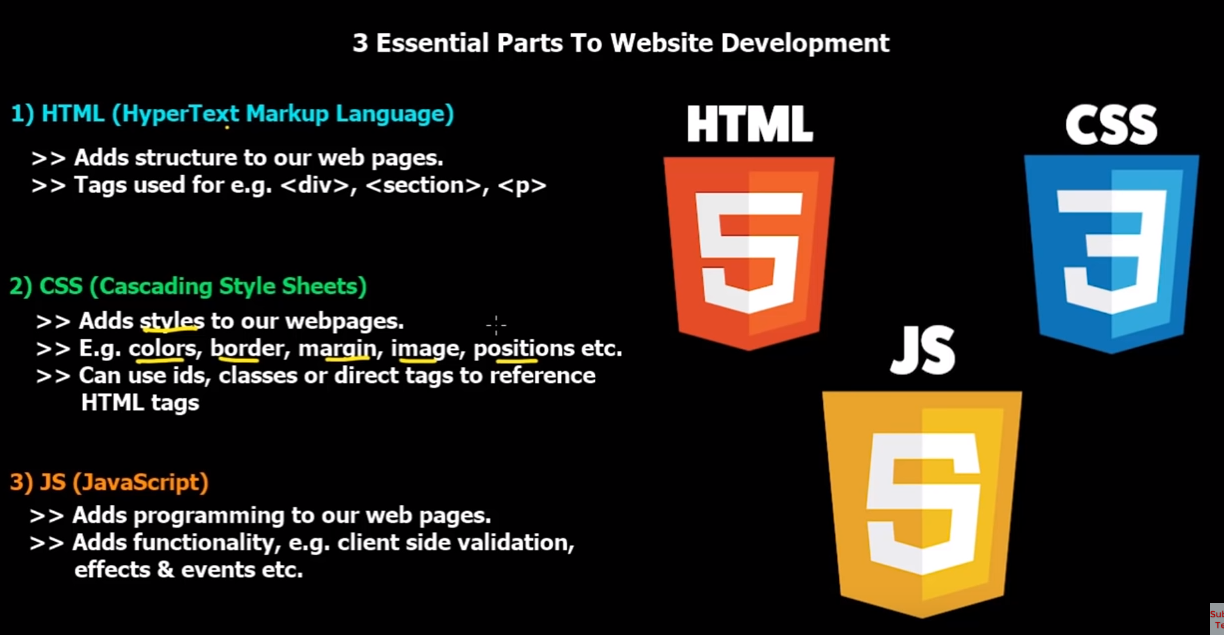 3 Essential Parts To Website Development
1) HTML (HyperText Markup Language)
>> Adds structure to our web pages.
>> Tags used for e.g. <div>, <section>, <p>
2) CSS (Cascading Style Sheets)
>> Adds styles to our webpages.
>> E.g. colors, border, margin, image, positions etc.
>> Can use ids, classes or direct tags to reference
HTML tags
3) JS (JavaScript)
>> Adds programming to our web pages.
>> Adds functionality, e.g. client side validation,
effects & events etc.
HTML
5
CSS
3
JS
5